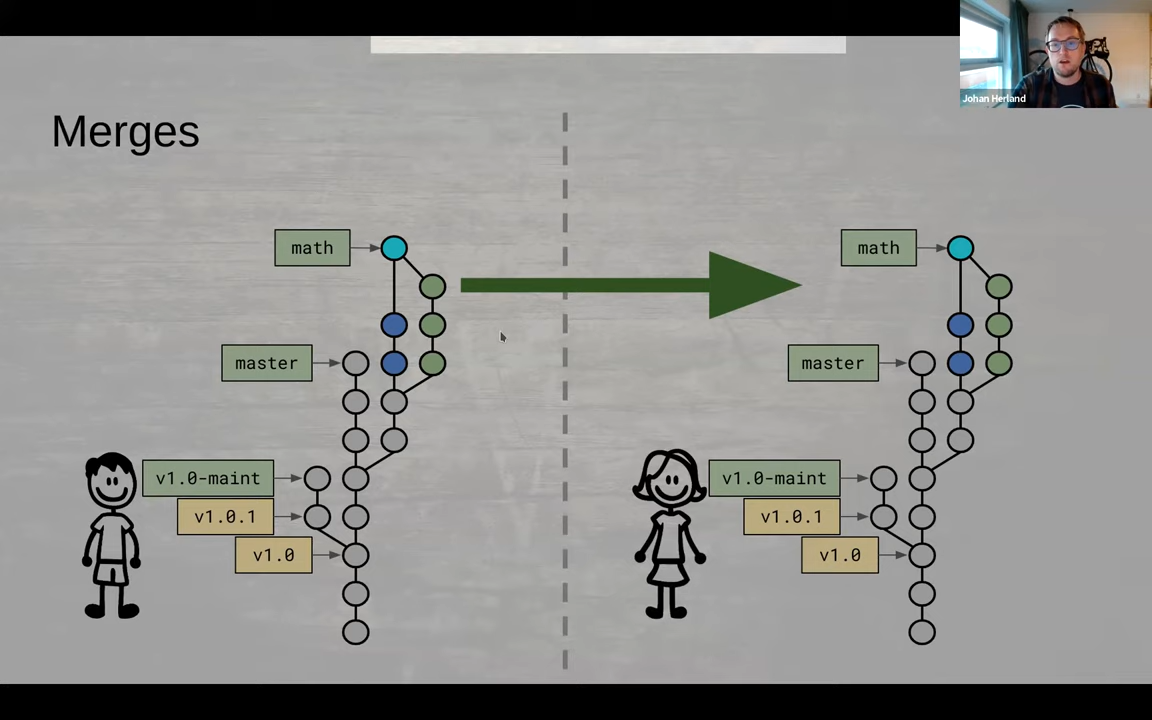 Johan Herland
Merges
math
master
v1.0-maint
v1.0.1
v1.0
math
master
v1.0-maint
v1.0.1
v1.0